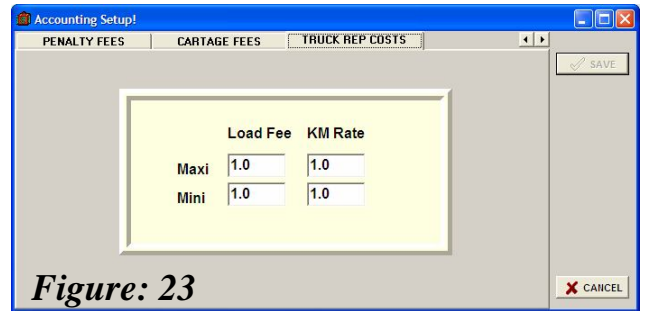 Accounting Setup!
PENALTY FEES CARTAGE FEES TRUCK REP COSTS
SAVE
Load Fee KM Rate
Maxi 1.0 1.0
Mini 1.0 1.0
Figure: 23
CANCEL